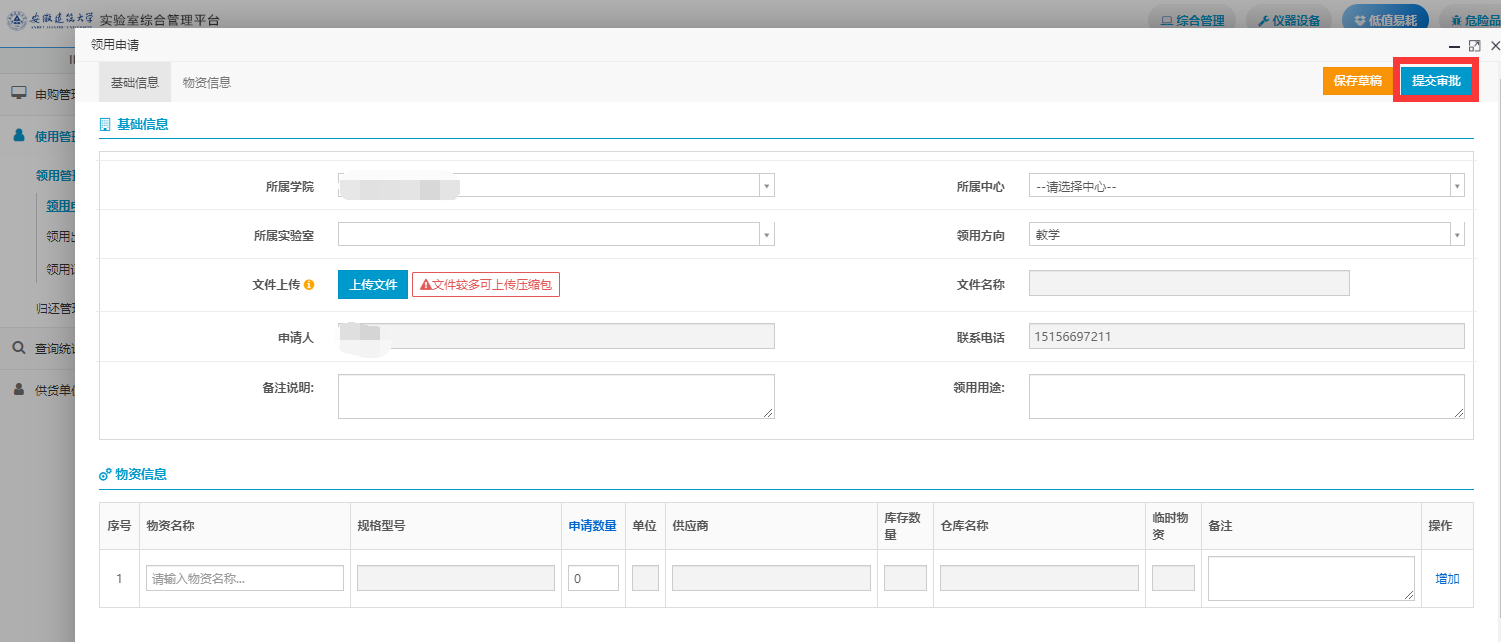 安徽建筑大学 实验室综合管理平台
综合管理 仪器设备 低值易耗 危险品
领用申请
基础信息 物资信息 保存草稿 提交审批
申购管
使用管
领用管
领用
领用
领用
归还管
查询统
供货单
基础信息
所属学院 所属中心 --请选择中心--
所属实验室 领用方向 教学
文件上传 上传文件 文件较多可上传压缩包 文件名称
申请人 联系电话 15156697211
备注说明: 领用用途:
物资信息
序号 物资名称 规格型号 申请数量 单位 供应商 库存数量 仓库名称 临时物资 备注 操作
1 请输入物资名称... 0 增加